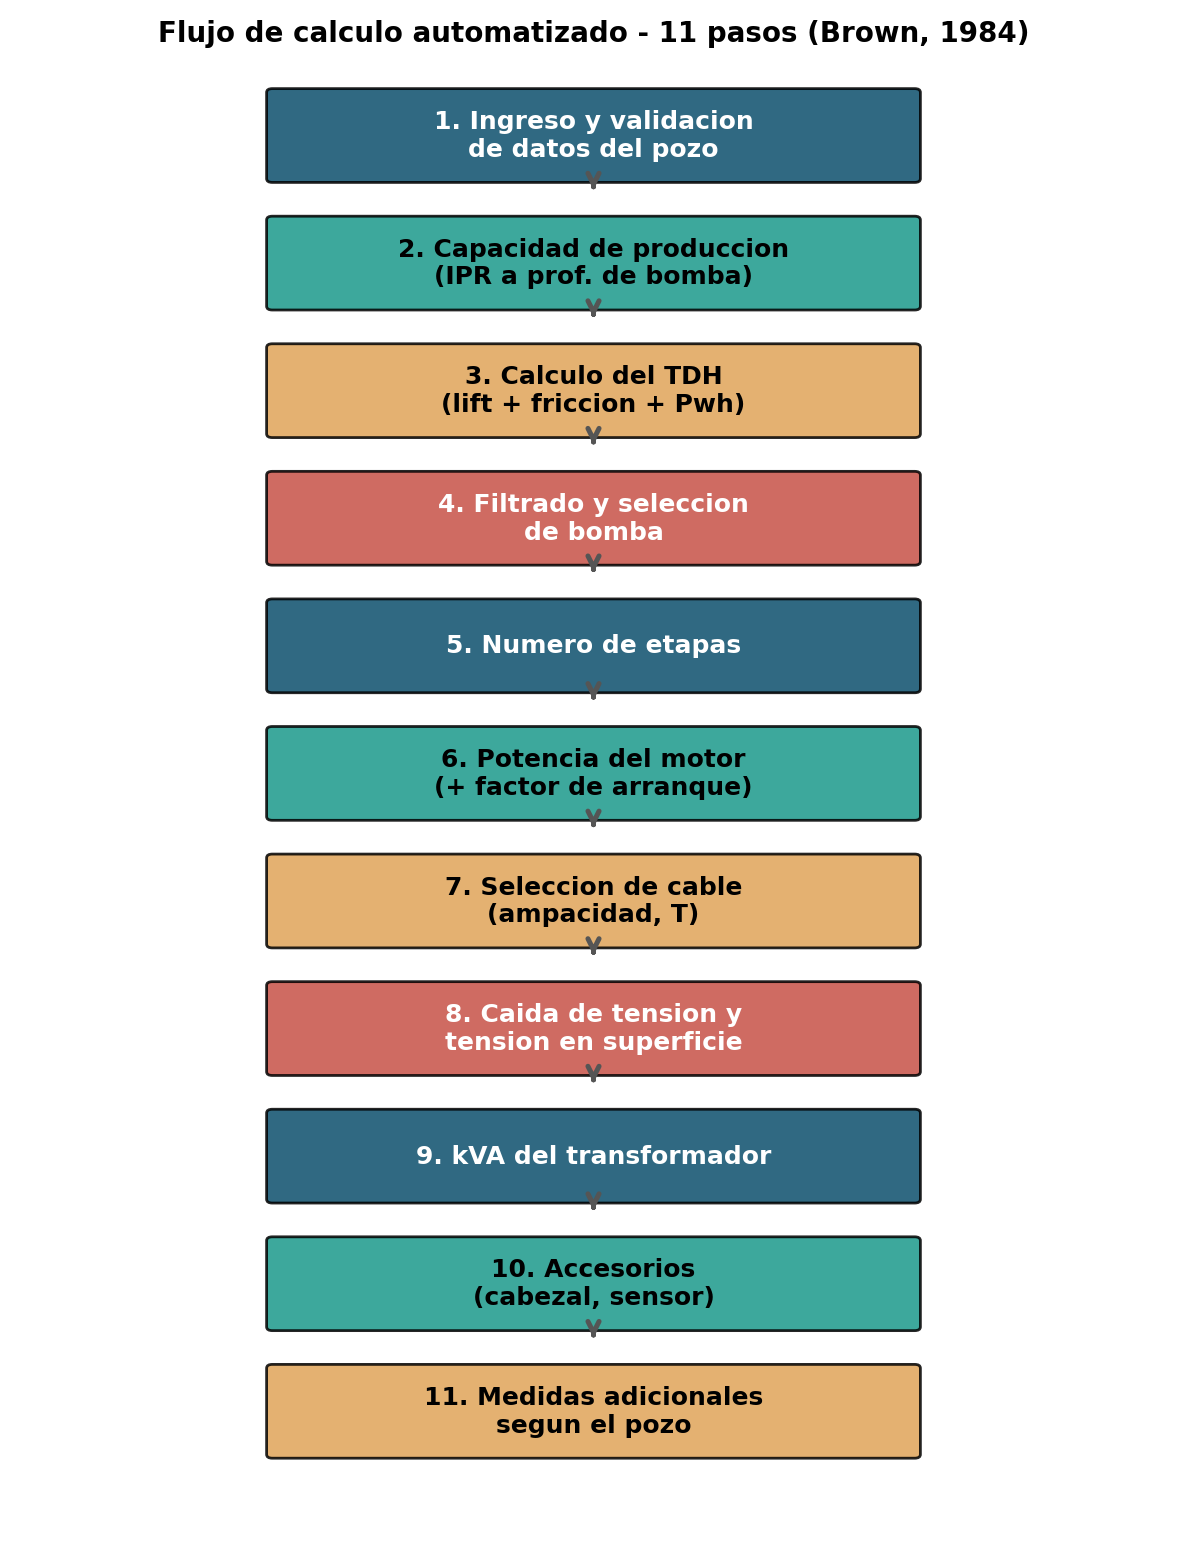 Flujo de calculo automatizado - 11 pasos (Brown, 1984)
1. Ingreso y validacion
de datos del pozo
2. Capacidad de produccion
(IPR a prof. de bomba)
3. Calculo del TDH
(lift + friccion + Pwh)
4. Filtrado y seleccion
de bomba
5. Numero de etapas
6. Potencia del motor
(+ factor de arranque)
7. Seleccion de cable
(ampacidad, T)
8. Caida de tension y
tension en superficie
9. kVA del transformador
10. Accesorios
(cabezal, sensor)
11. Medidas adicionales
segun el pozo